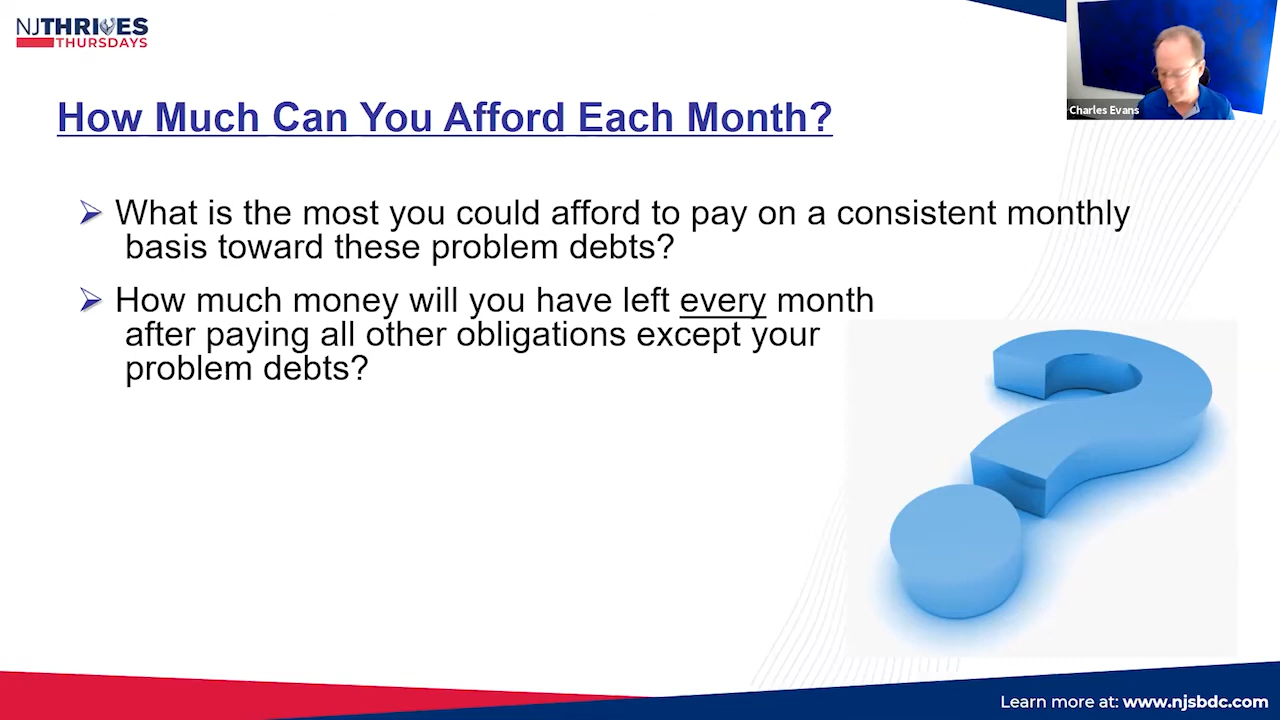 NJTHRIVES
THURSDAYS
Charles Evans
How Much Can You Afford Each Month?
What is the most you could afford to pay on a consistent monthly
basis toward these problem debts?
How much money will you have left every month
after paying all other obligations except your
problem debts?
Learn more at: www.njsbdc.com